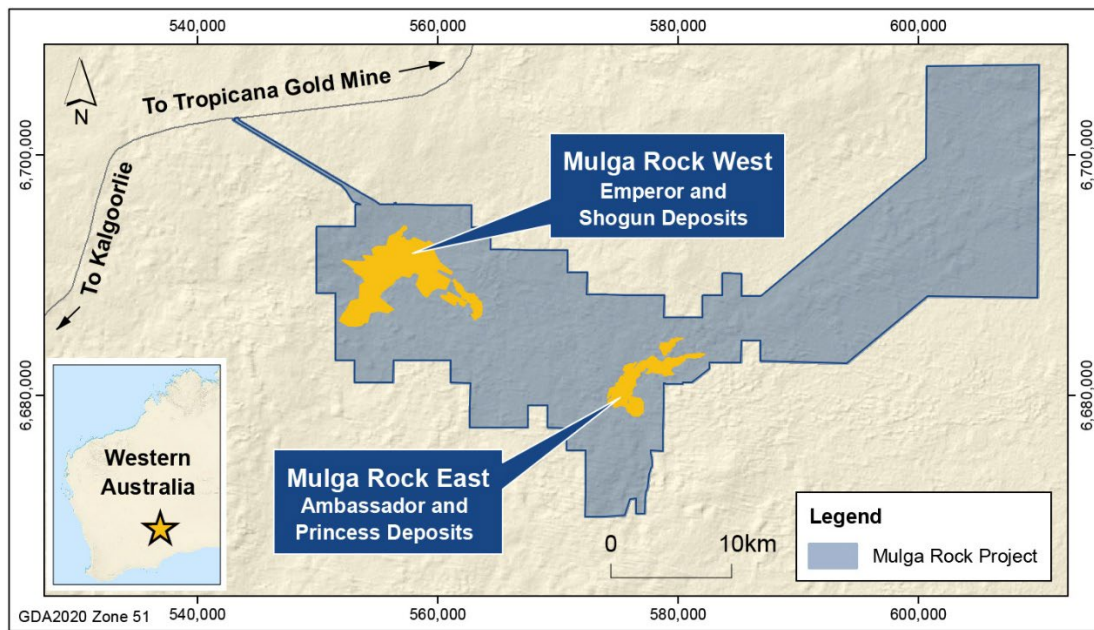 540,000
560,000
580,000
600,000
To Tropicana Gold Mine
N
6,700,000
6,700,000
Mulga Rock West
Emperor and
Shogun Deposits
To Kalgoorlie
6,680,000
6,680,000
Western
Australia
Mulga Rock East
Ambassador and
Princess Deposits
0 10km
Legend
Mulga Rock Project
GDA2020 Zone 51
540,000
560,000
580,000
600,000